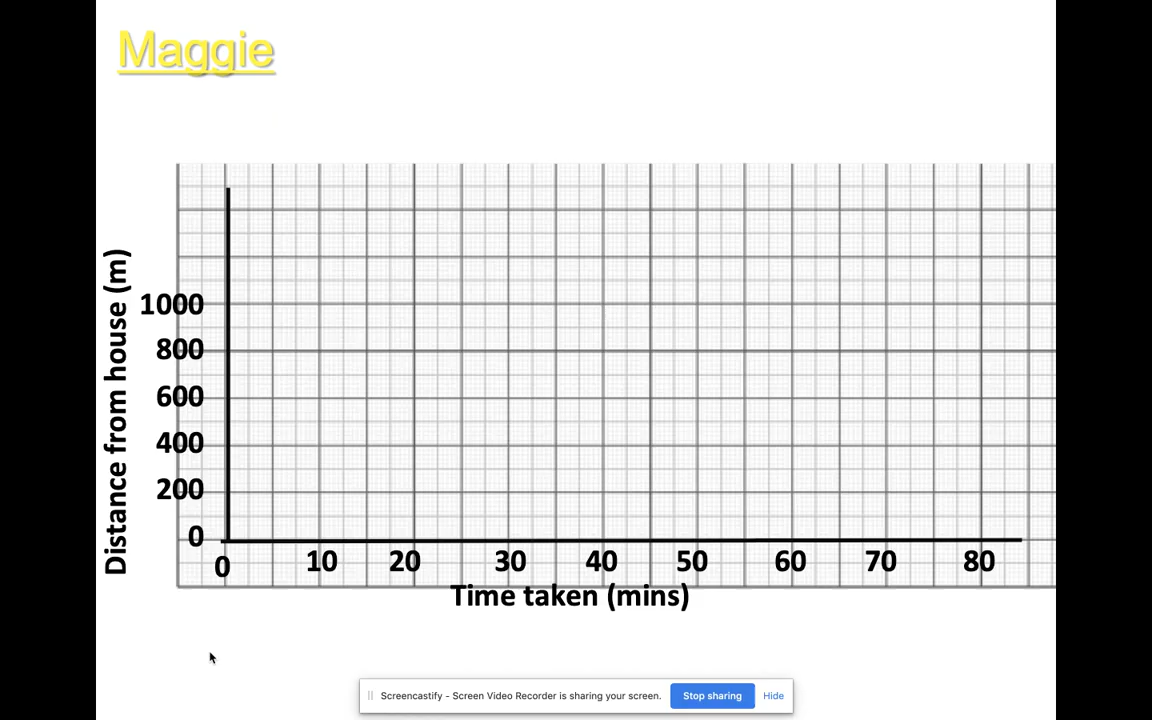 Maggie
Distance from house (m)
1000
800
600
400
200
0
0 10 20 30 40 50 60 70 80
Time taken (mins)
Screencastify - Screen Video Recorder is sharing your screen. Stop sharing Hide